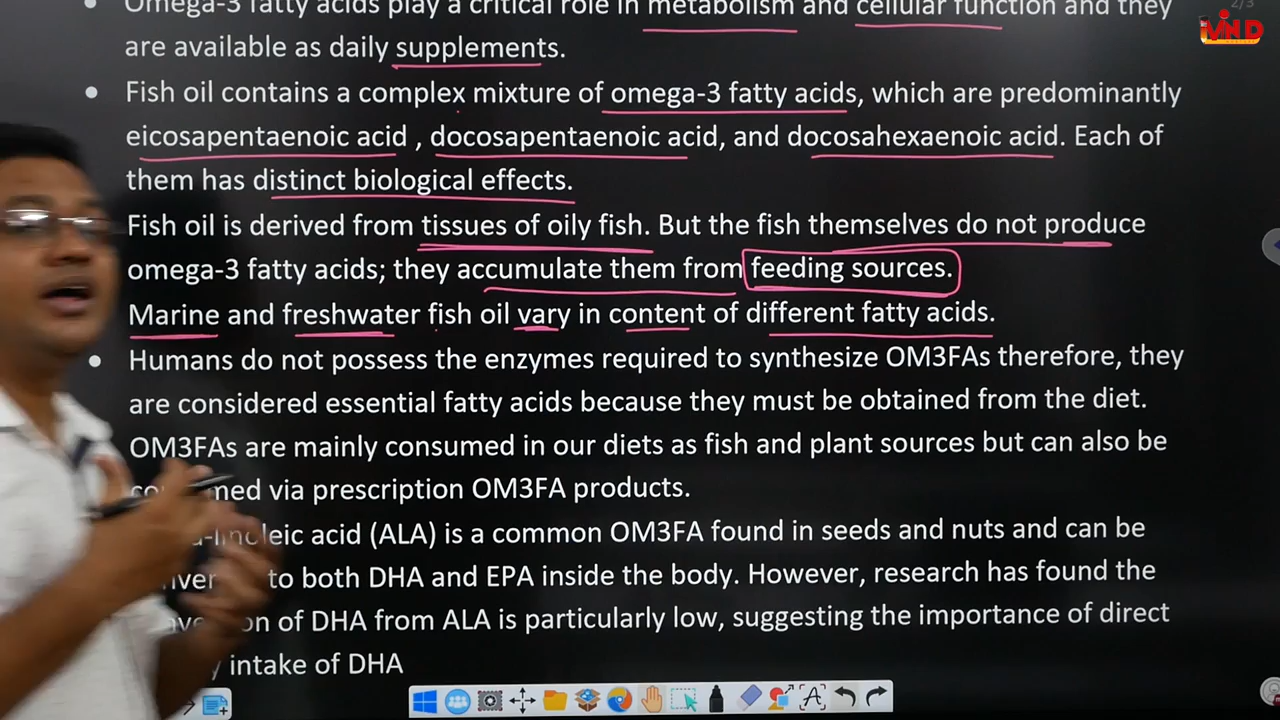 Omega-3 fatty acids play a critical role in metabolism and cellular function and they
2/3
MIND
are available as daily supplements.
Fish oil contains a complex mixture of omega-3 fatty acids, which are predominantly
eicosapentaenoic acid , docosapentaenoic acid, and docosahexaenoic acid. Each of
them has distinct biological effects.
Fish oil is derived from tissues of oily fish. But the fish themselves do not produce
omega-3 fatty acids; they accumulate them from feeding sources.
Marine and freshwater fish oil vary in content of different fatty acids.
Humans do not possess the enzymes required to synthesize OM3FAs therefore, they
are considered essential fatty acids because they must be obtained from the diet.
OM3FAs are mainly consumed in our diets as fish and plant sources but can also be
via prescription OM3FA products.
acid (ALA) is a common OM3FA found in seeds and nuts and can be
to both DHA and EPA inside the body. However, research has found the
of DHA from ALA is particularly low, suggesting the importance of direct
intake of DHA